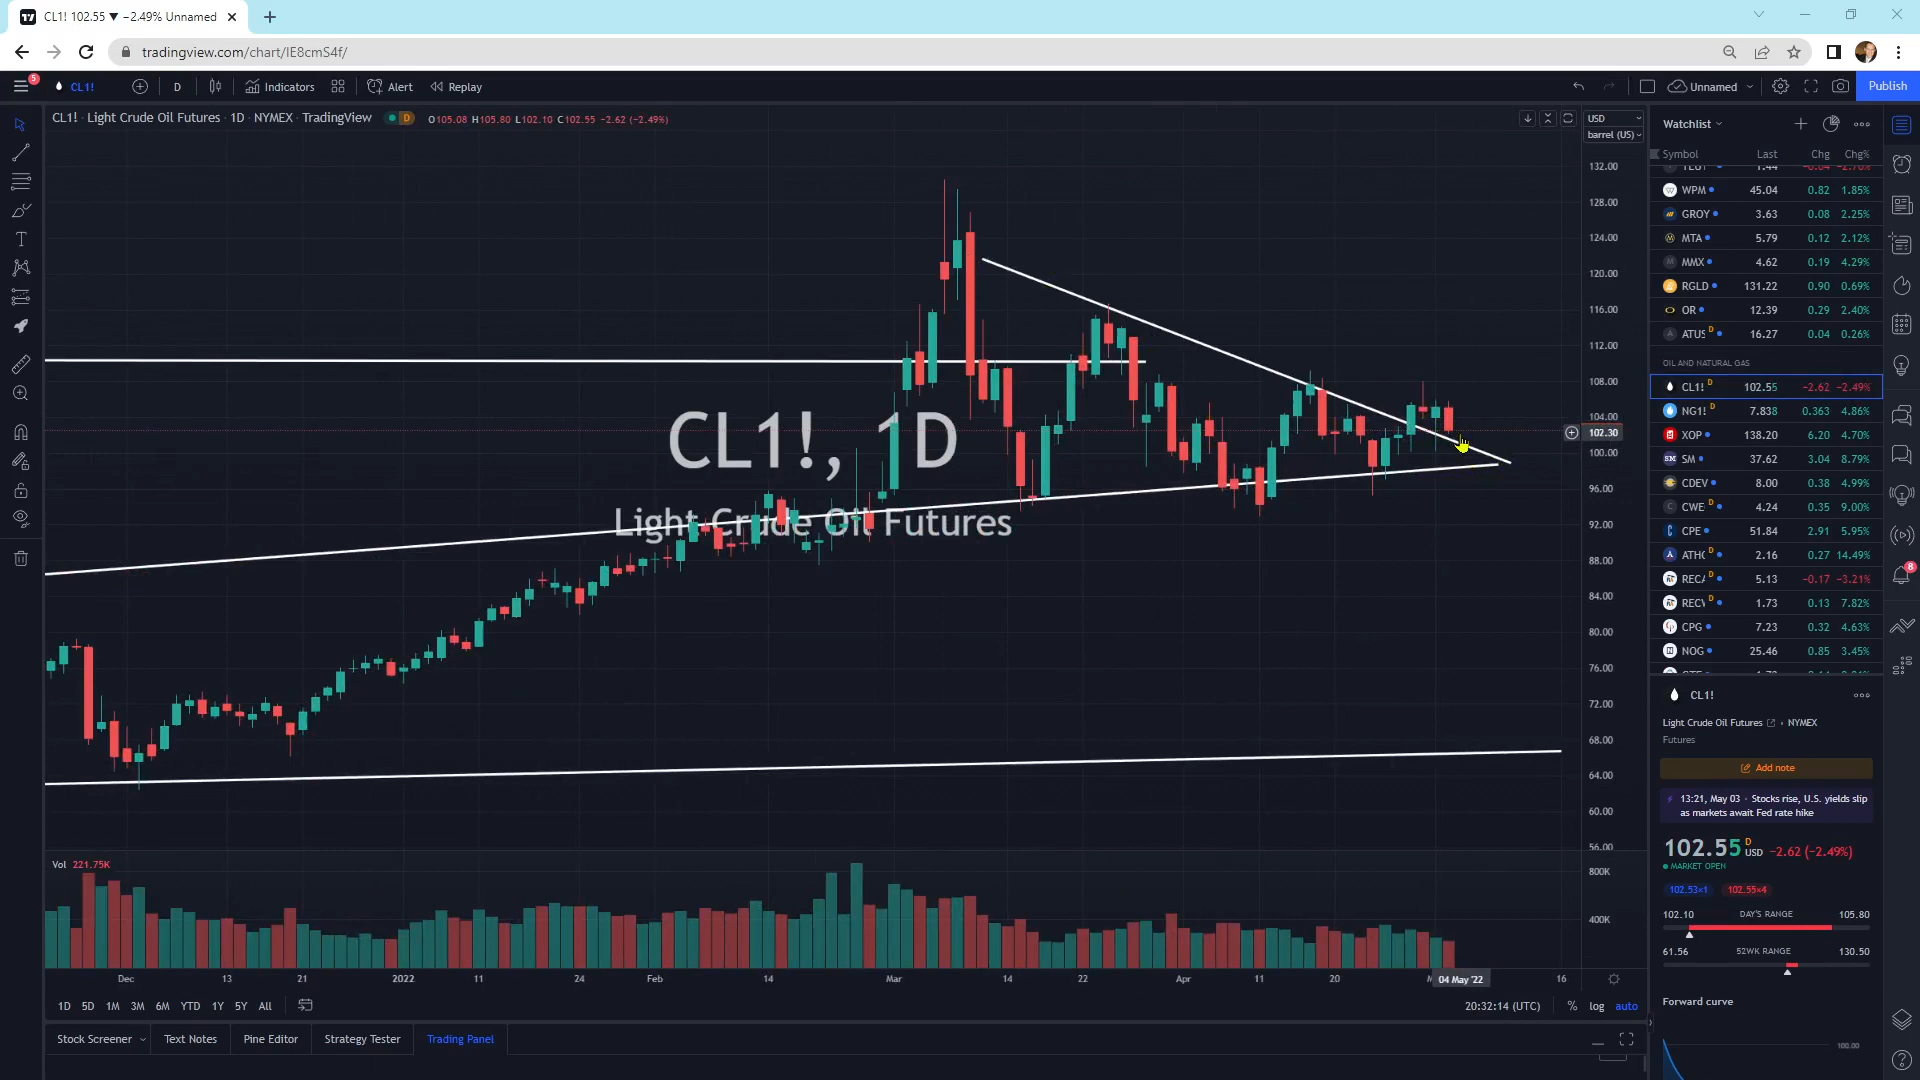 CL1! 102.55 ▼ −2.49% Unnamed
tradingview.com/chart/IE8cmS4f/
5
CL1! D Indicators Alert Replay Unnamed Publish
CL1! · Light Crude Oil Futures · 1D · NYMEX · TradingView D O105.08 H105.80 L102.10 C102.55 −2.62 (−2.49%)
USD
barrel (US)
132.00
128.00
124.00
120.00
116.00
112.00
108.00
104.00
102.30
100.00
96.00
92.00
88.00
84.00
80.00
76.00
72.00
68.00
64.00
60.00
56.00
CL1!, 1D
Light Crude Oil Futures
Vol 221.75K
800K
400K
Dec 13 21 2022 11 24 Feb 14 Mar 14 22 Apr 11 20 04 May '22 16
1D 5D 1M 3M 6M YTD 1Y 5Y All 20:32:14 (UTC) % log auto
Stock Screener Text Notes Pine Editor Strategy Tester Trading Panel
Watchlist
Symbol Last Chg Chg%
WPM 45.04 0.82 1.85%
GROY 3.63 0.08 2.25%
MTA 5.79 0.12 2.12%
MMX 4.62 0.19 4.29%
RGLD 131.22 0.90 0.69%
OR 12.39 0.29 2.40%
ATUS D 16.27 0.04 0.26%
OIL AND NATURAL GAS
CL1! D 102.55 −2.62 −2.49%
NG1! D 7.838 0.363 4.86%
XOP 138.20 6.20 4.70%
SM 37.62 3.04 8.79%
CDEV 8.00 0.38 4.99%
CWE D 4.24 0.35 9.00%
CPE 51.84 2.91 5.95%
ATHC D 2.16 0.27 14.49%
RECA D 5.13 −0.17 −3.21%
RECV D 1.73 0.13 7.82%
CPG 7.23 0.32 4.63%
NOG 25.46 0.85 3.45%
CL1!
Light Crude Oil Futures · NYMEX
Futures
Add note
13:21, May 03 · Stocks rise, U.S. yields slip
as markets await Fed rate hike
102.55 D USD −2.62 (−2.49%)
MARKET OPEN
102.53×1 102.55×4
102.10 DAY'S RANGE 105.80
61.56 52WK RANGE 130.50
Forward curve
100.00
8